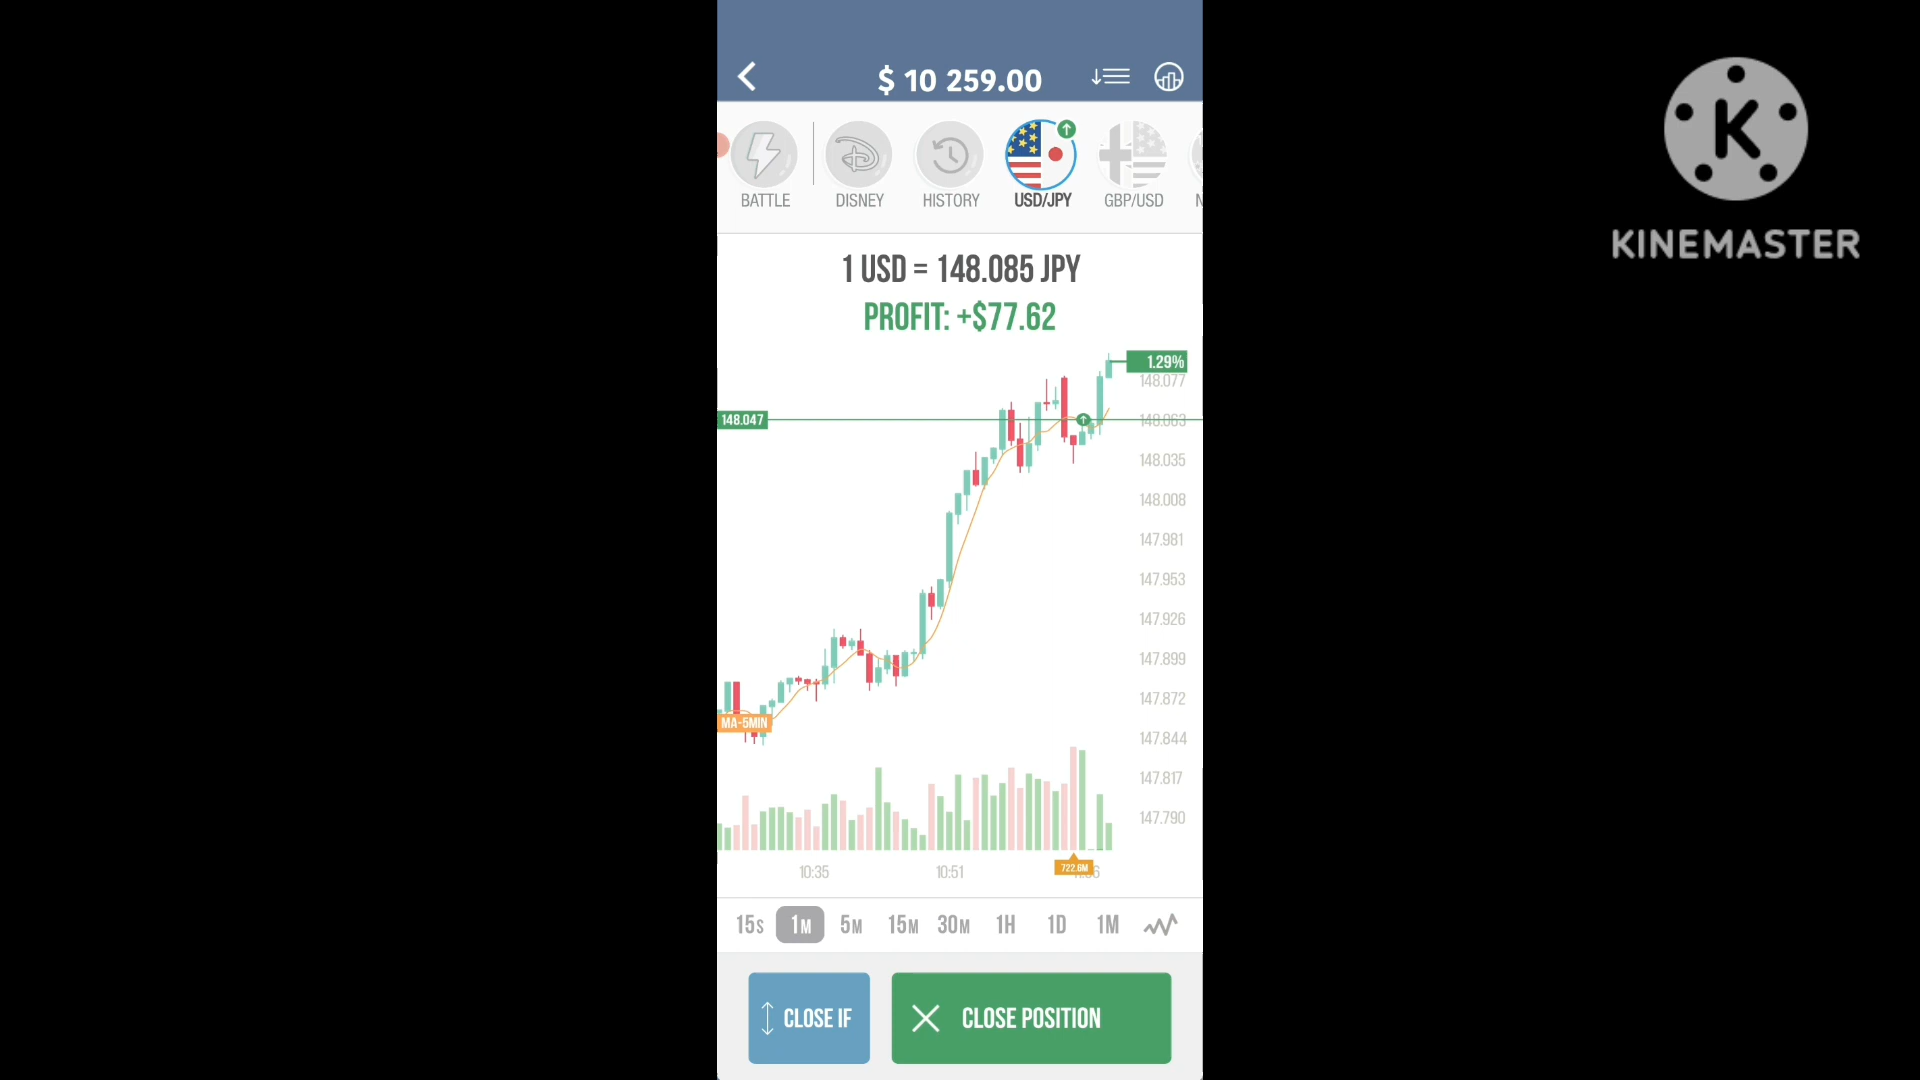 $ 10 259.00
BATTLE
DISNEY
HISTORY
USD/JPY
GBP/USD
N
K
KINEMASTER
1 USD = 148.085 JPY
PROFIT: +$77.62
1.29%
148.077
148.047
148.063
148.035
148.008
147.981
147.953
147.926
147.899
147.872
MA-5MIN
147.844
147.817
147.790
10:35
10:51
722.6M
15S
1M
5M
15M
30M
1H
1D
1M
CLOSE IF
CLOSE POSITION